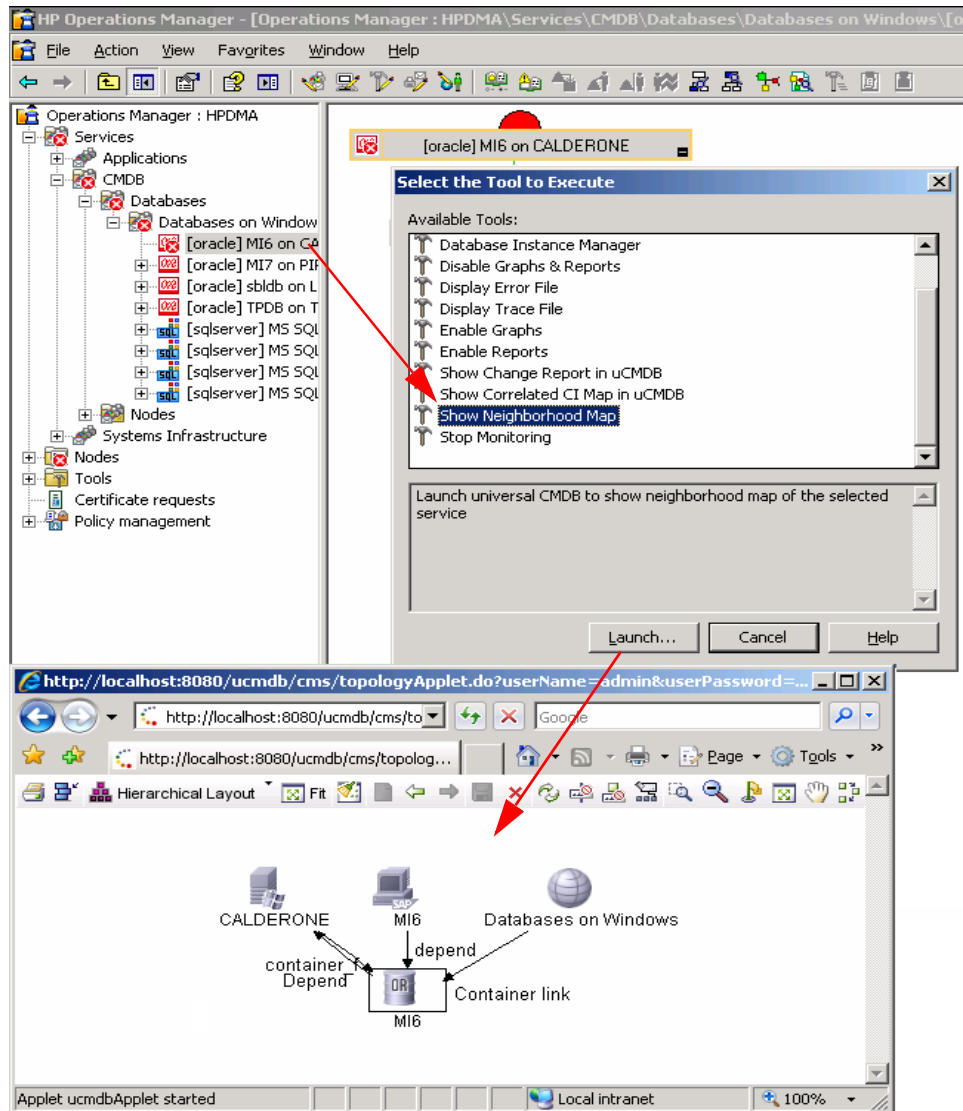 HP Operations Manager - [Operations Manager : HPDMA\Services\CMDB\Databases\Databases on Windows\[o
File Action View Favorites Window Help
Operations Manager : HPDMA
Services
Applications
CMDB
Databases
Databases on Window
[oracle] MI6 on CA
[oracle] MI7 on PIF
[oracle] sbldb on L
[oracle] TPDB on T
[sqlserver] MS SQL
[sqlserver] MS SQL
[sqlserver] MS SQL
[sqlserver] MS SQL
Nodes
Systems Infrastructure
Nodes
Tools
Certificate requests
Policy management
[oracle] MI6 on CALDERONE
Select the Tool to Execute
Available Tools:
Database Instance Manager
Disable Graphs & Reports
Display Error File
Display Trace File
Enable Graphs
Enable Reports
Show Change Report in uCMDB
Show Correlated CI Map in uCMDB
Show Neighborhood Map
Stop Monitoring
Launch universal CMDB to show neighborhood map of the selected
service
Launch... Cancel Help
http://localhost:8080/ucmdb/cms/topologyApplet.do?userName=admin&userPassword=...
http://localhost:8080/ucmdb/cms/to Google
http://localhost:8080/ucmdb/cms/topolog... Page Tools
Hierarchical Layout Fit
SAP
CALDERONE MI6 Databases on Windows
depend
container_f
Depend
OR
Container link
MI6
Applet ucmdbApplet started Local intranet 100%